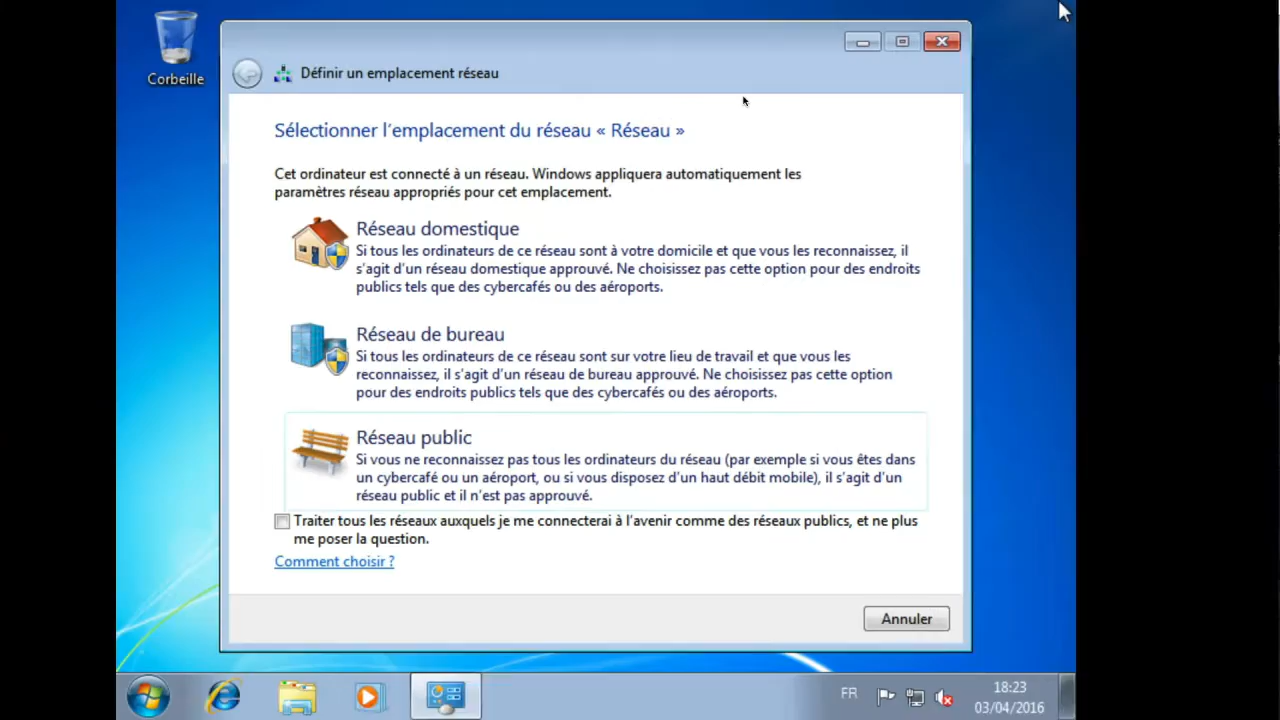 Corbeille
Définir un emplacement réseau
Sélectionner l'emplacement du réseau « Réseau »
Cet ordinateur est connecté à un réseau. Windows appliquera automatiquement les
paramètres réseau appropriés pour cet emplacement.
Réseau domestique
Si tous les ordinateurs de ce réseau sont à votre domicile et que vous les reconnaissez, il
s'agit d'un réseau domestique approuvé. Ne choisissez pas cette option pour des endroits
publics tels que des cybercafés ou des aéroports.
Réseau de bureau
Si tous les ordinateurs de ce réseau sont sur votre lieu de travail et que vous les
reconnaissez, il s'agit d'un réseau de bureau approuvé. Ne choisissez pas cette option
pour des endroits publics tels que des cybercafés ou des aéroports.
Réseau public
Si vous ne reconnaissez pas tous les ordinateurs du réseau (par exemple si vous êtes dans
un cybercafé ou un aéroport, ou si vous disposez d'un haut débit mobile), il s'agit d'un
réseau public et il n'est pas approuvé.
Traiter tous les réseaux auxquels je me connecterai à l'avenir comme des réseaux publics, et ne plus
me poser la question.
Comment choisir ?
Annuler
FR
18:23
03/04/2016